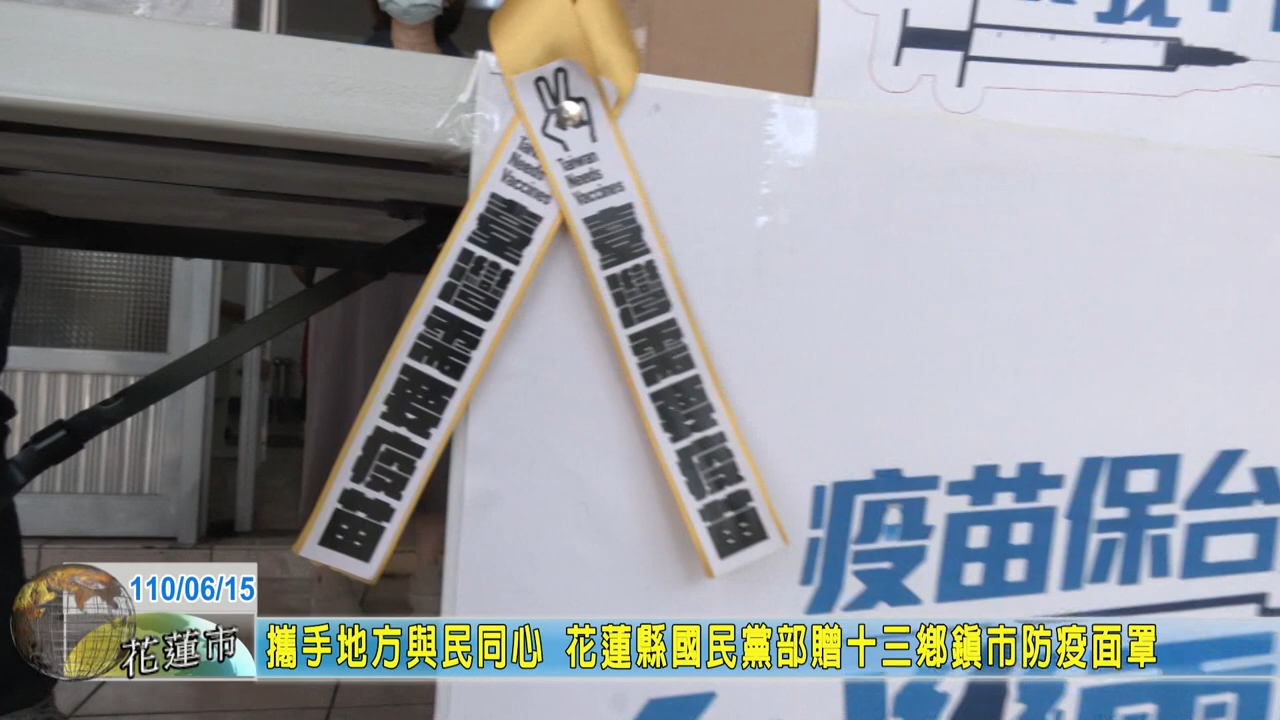 Taiwan
Needs
Vaccines
臺灣需要疫苗
Needs
Vaccines
臺灣需要疫苗
疫苗保台
110/06/15
花蓮市
攜手地方與民同心 花蓮縣國民黨部贈十三鄉鎮市防疫面罩